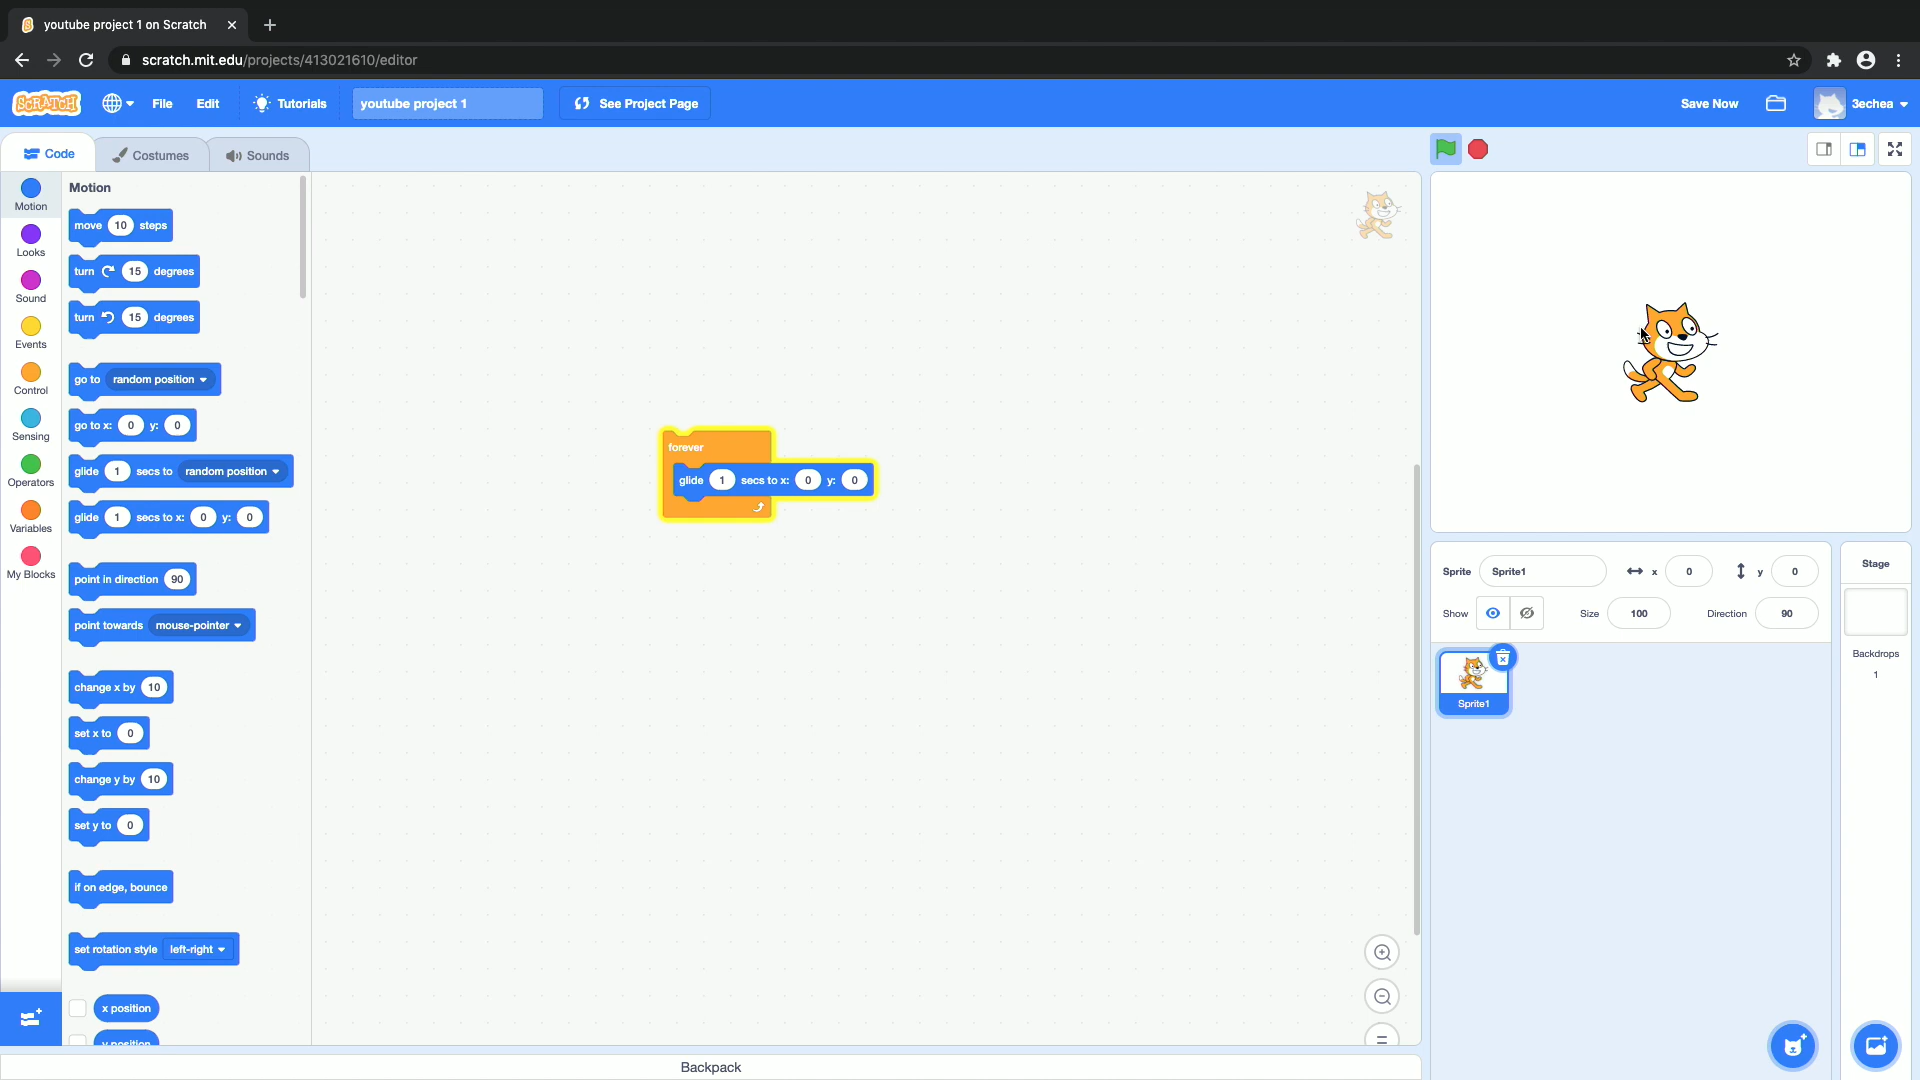 youtube project 1 on Scratch
scratch.mit.edu/projects/413021610/editor
SCRATCH
File
Edit
Tutorials
youtube project 1
See Project Page
Save Now
3echea
Code
Costumes
Sounds
Motion
Looks
Sound
Events
Control
Sensing
Operators
Variables
My Blocks
Motion
move 10 steps
turn 15 degrees
turn 15 degrees
go to random position
go to x: 0 y: 0
glide 1 secs to random position
glide 1 secs to x: 0 y: 0
point in direction 90
point towards mouse-pointer
change x by 10
set x to 0
change y by 10
set y to 0
if on edge, bounce
set rotation style left-right
x position
y position
forever
glide 1 secs to x: 0 y: 0
Backpack
Sprite Sprite1 x 0 y 0
Show Size 100 Direction 90
Sprite1
Stage
Backdrops
1